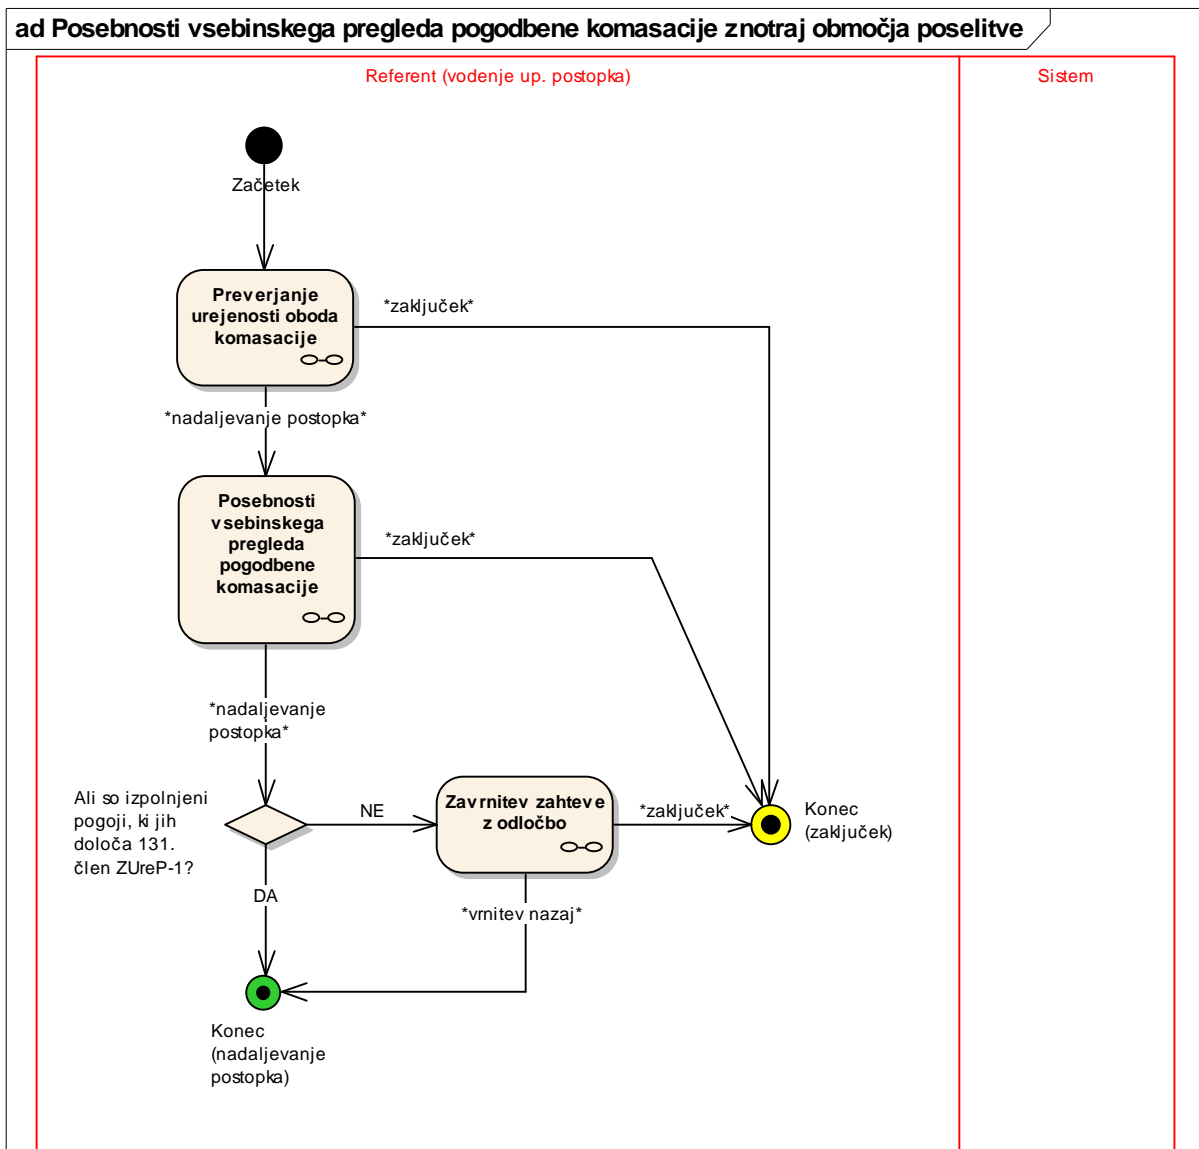 ad Posebnosti vsebinskega pregleda pogodbene komasacije znotraj območja poselitve
Referent (vodenje up. postopka)
Sistem
Začetek
Preverjanje
urejenosti oboda
komasacije
*zaključek*
*nadaljevanje postopka*
Posebnosti
vsebinskega
pregleda
pogodbene
komasacije
*zaključek*
*nadaljevanje
postopka*
Ali so izpolnjeni
pogoji, ki jih
določa 131.
člen ZUreP-1?
NE
Zavrnitev zahteve
z odločbo
*zaključek*
Konec
(zaključek)
DA
*vrnitev nazaj*
Konec
(nadaljevanje
postopka)